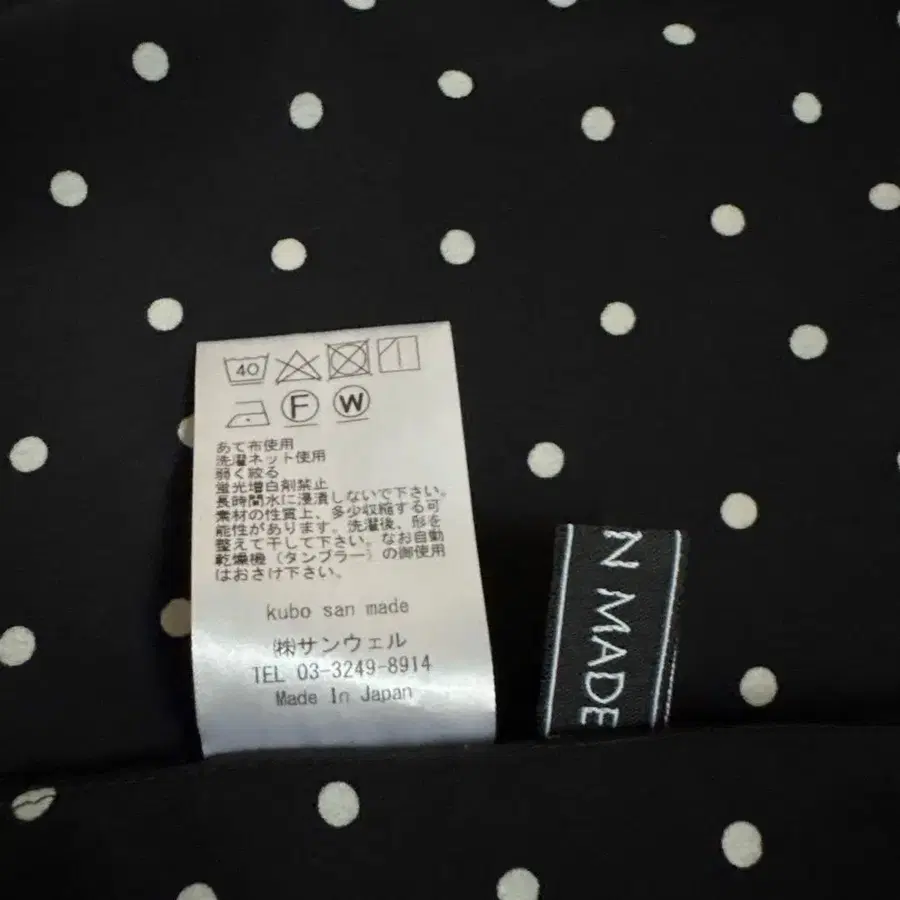 40
F
W
あて布使用
洗濯ネット使用
弱く絞る
蛍光増白剤禁止
長時間水に浸漬しないで下さい。
素材の性質上、多少収縮する可
能性があります。洗濯後、形を
整えて干して下さい。なお自動
乾燥機（タンブラー）の御使用
はおさけ下さい。
kubo san made
㈱サンウェル
TEL 03-3249-8914
Made In Japan
N MADE